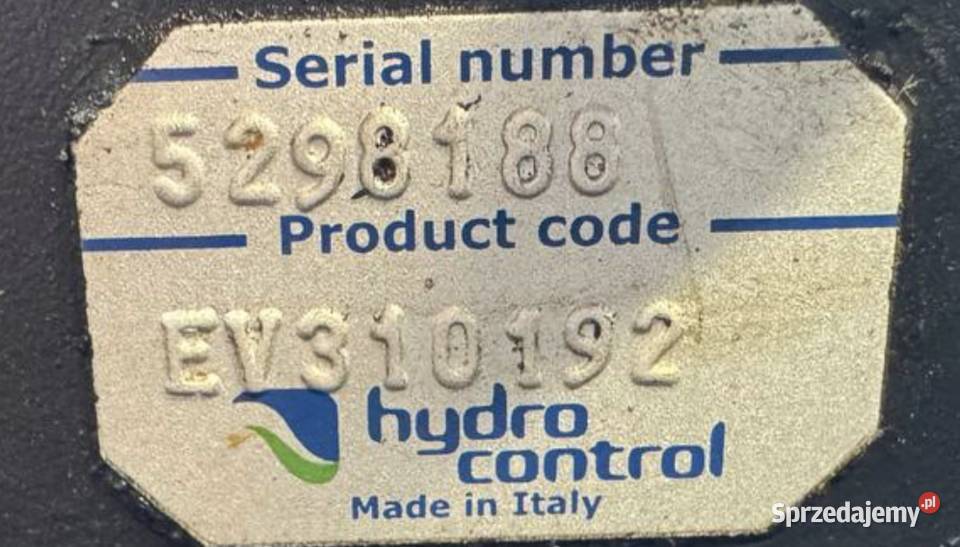 Serial number
5298188
Product code
EV310192
hydro
control
Made in Italy
Sprzedajemy.pl